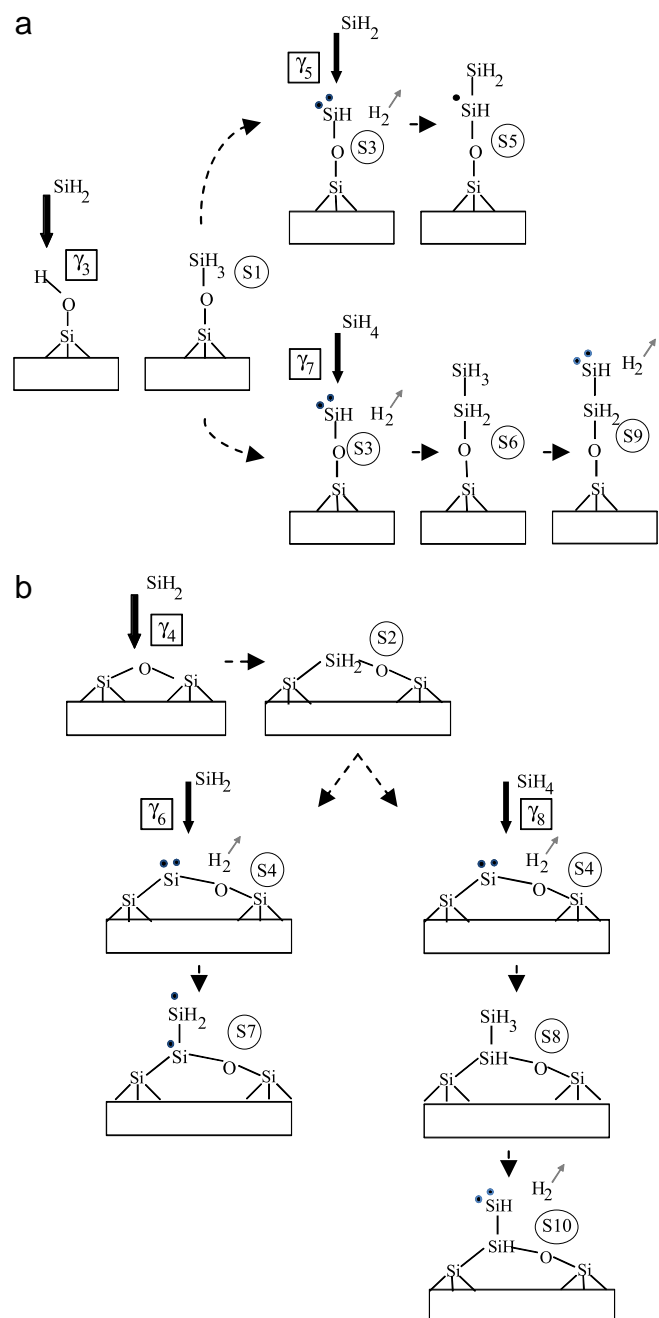 a
SiH₂
γ₅
SiH
H₂
O
S3
Si
SiH₂
SiH
O
S5
Si
SiH₂
γ₃
H
O
Si
SiH₃
S1
O
Si
SiH₄
γ₇
SiH
H₂
O
S3
Si
SiH₃
SiH₂
O
S6
Si
SiH
H₂
SiH₂
O
S9
Si
b
SiH₂
γ₄
O
Si
Si
SiH₂
S2
O
Si
Si
SiH₂
γ₆
H₂
S4
Si
O
Si
Si
SiH₄
γ₈
H₂
S4
Si
O
Si
Si
SiH₂
S7
Si
O
Si
Si
SiH₃
S8
SiH
O
Si
Si
SiH
H₂
S10
SiH
O
Si
Si